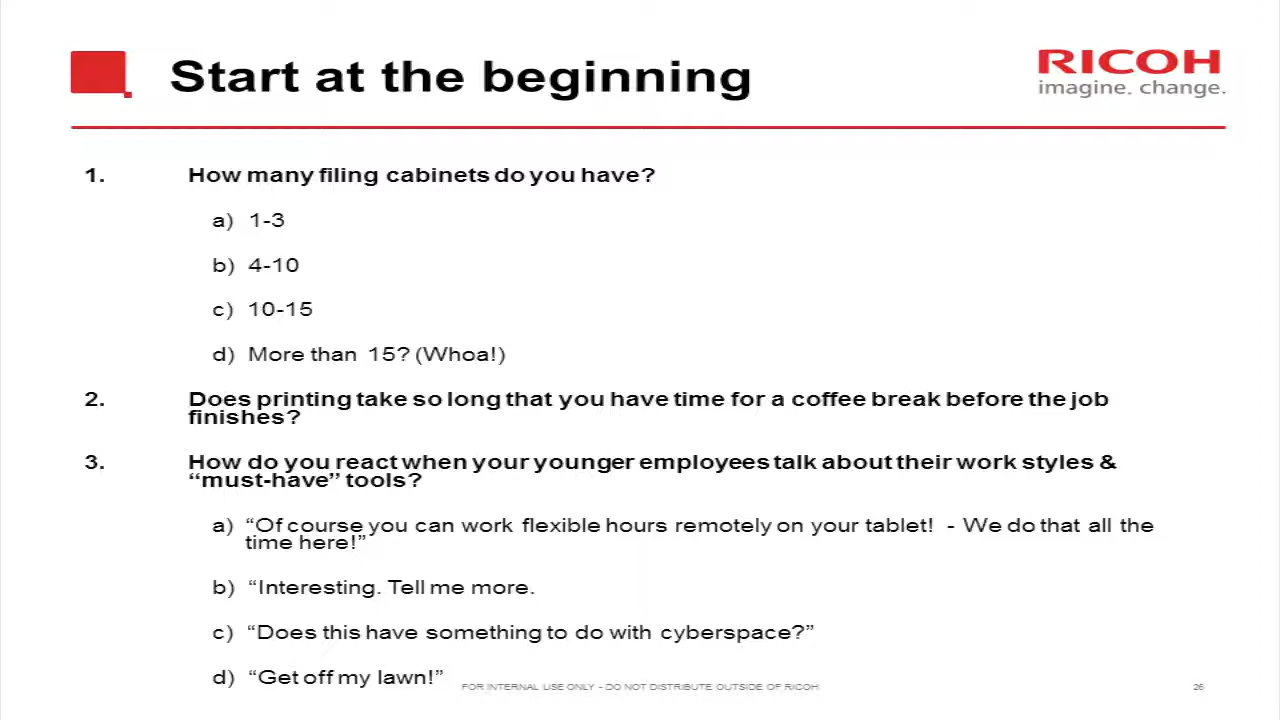 Start at the beginning
RICOH
imagine. change.
1. How many filing cabinets do you have?
a) 1-3
b) 4-10
c) 10-15
d) More than 15? (Whoa!)
2. Does printing take so long that you have time for a coffee break before the job
finishes?
3. How do you react when your younger employees talk about their work styles &
“must-have” tools?
a) “Of course you can work flexible hours remotely on your tablet! - We do that all the
time here!”
b) “Interesting. Tell me more.
c) “Does this have something to do with cyberspace?”
d) “Get off my lawn!”
FOR INTERNAL USE ONLY - DO NOT DISTRIBUTE OUTSIDE OF RICOH
26